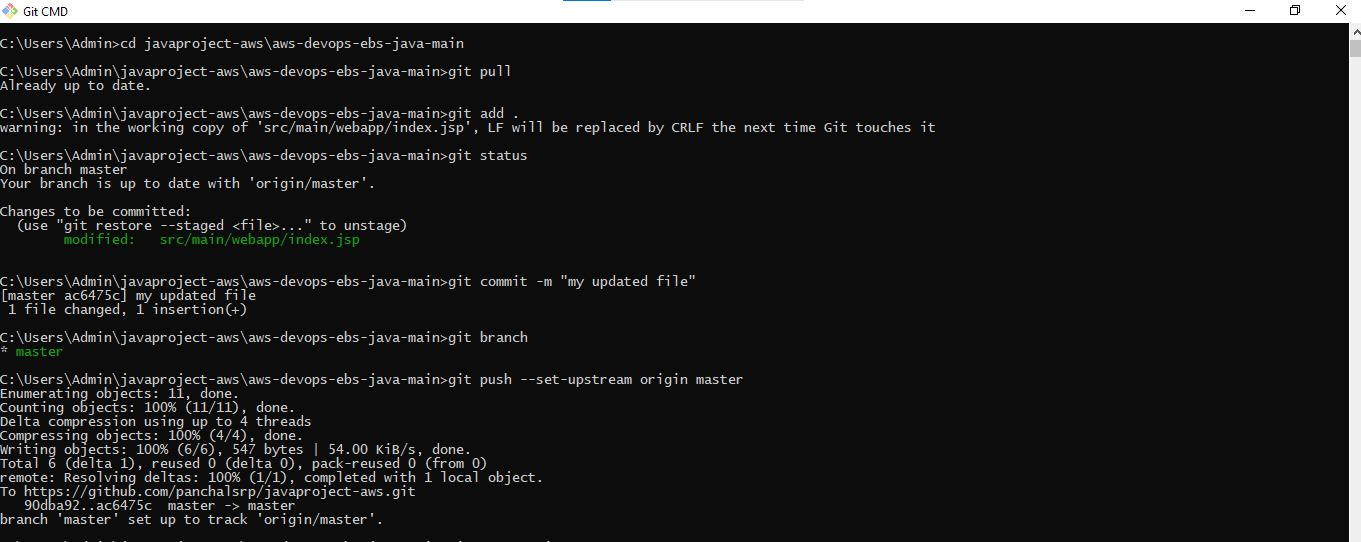 Git CMD
C:\Users\Admin>cd javaproject-aws\aws-devops-ebs-java-main
C:\Users\Admin\javaproject-aws\aws-devops-ebs-java-main>git pull
Already up to date.
C:\Users\Admin\javaproject-aws\aws-devops-ebs-java-main>git add .
warning: in the working copy of 'src/main/webapp/index.jsp', LF will be replaced by CRLF the next time Git touches it
C:\Users\Admin\javaproject-aws\aws-devops-ebs-java-main>git status
On branch master
Your branch is up to date with 'origin/master'.
Changes to be committed:
  (use "git restore --staged <file>..." to unstage)
        modified:   src/main/webapp/index.jsp
C:\Users\Admin\javaproject-aws\aws-devops-ebs-java-main>git commit -m "my updated file"
[master ac6475c] my updated file
 1 file changed, 1 insertion(+)
C:\Users\Admin\javaproject-aws\aws-devops-ebs-java-main>git branch
* master
C:\Users\Admin\javaproject-aws\aws-devops-ebs-java-main>git push --set-upstream origin master
Enumerating objects: 11, done.
Counting objects: 100% (11/11), done.
Delta compression using up to 4 threads
Compressing objects: 100% (4/4), done.
Writing objects: 100% (6/6), 547 bytes | 54.00 KiB/s, done.
Total 6 (delta 1), reused 0 (delta 0), pack-reused 0 (from 0)
remote: Resolving deltas: 100% (1/1), completed with 1 local object.
To https://github.com/panchalsrp/javaproject-aws.git
   90dba92..ac6475c  master -> master
branch 'master' set up to track 'origin/master'.